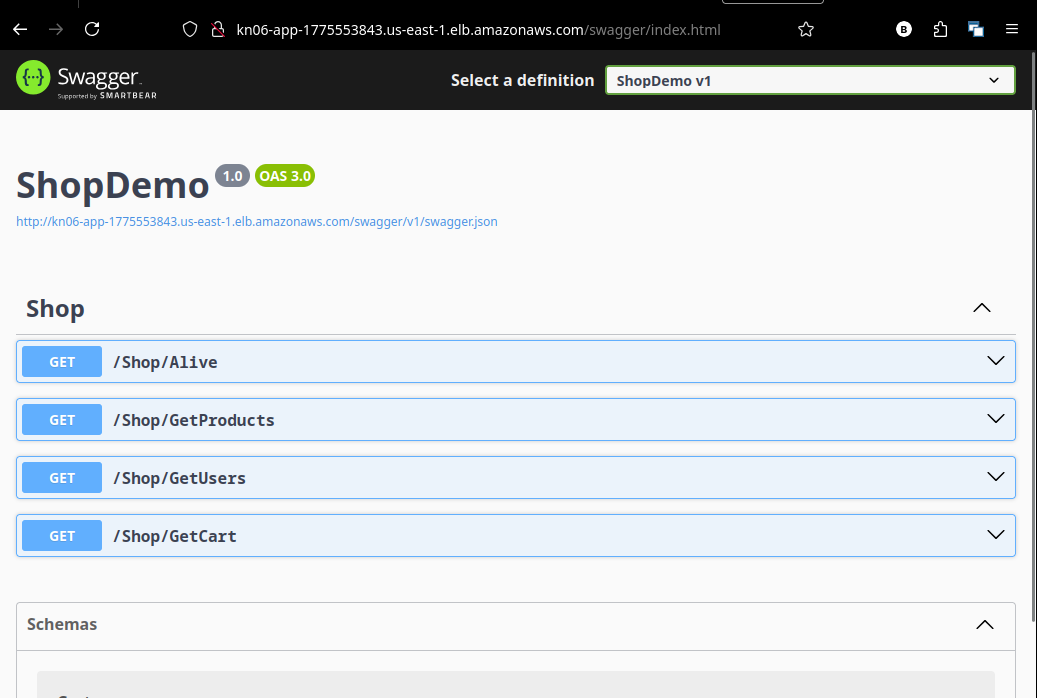 kn06-app-1775553843.us-east-1.elb.amazonaws.com/swagger/index.html
B
{···} Swagger
Supported by SMARTBEAR
Select a definition
ShopDemo v1
ShopDemo 1.0 OAS 3.0
http://kn06-app-1775553843.us-east-1.elb.amazonaws.com/swagger/v1/swagger.json
Shop
GET /Shop/Alive
GET /Shop/GetProducts
GET /Shop/GetUsers
GET /Shop/GetCart
Schemas